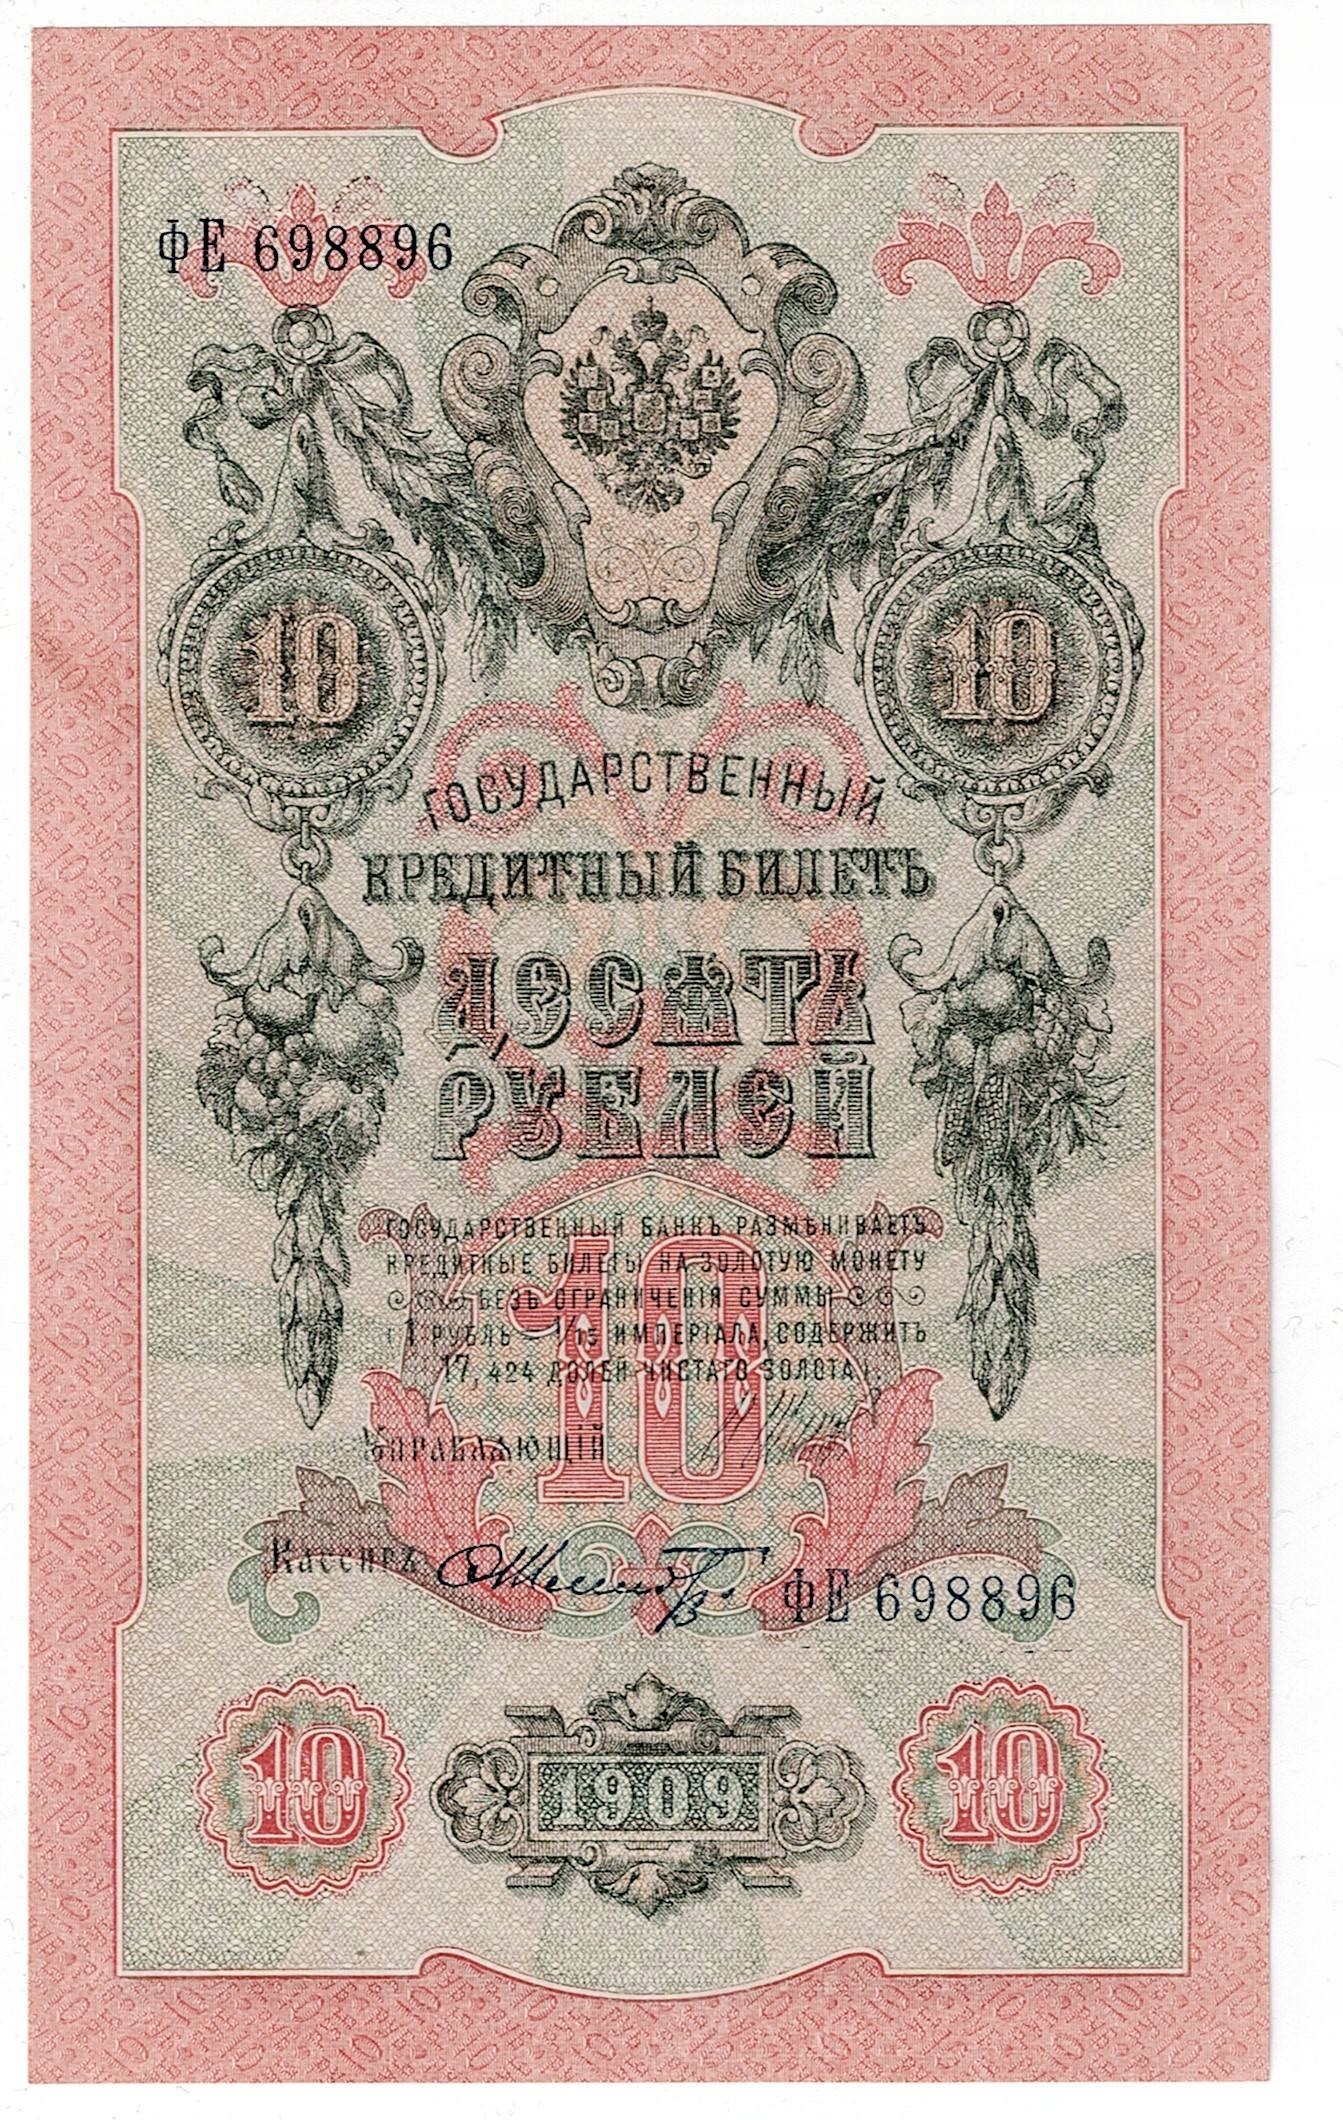 ФЕ 698896
10 10
ГОСУДАРСТВЕННЫЙ
КРЕДИТНЫЙ БИЛЕТЪ
ДЕСЯТЬ
РУБЛЕЙ
ГОСУДАРСТВЕННЫЙ БАНКЪ РАЗМѢНИВАЕТЪ
КРЕДИТНЫЕ БИЛЕТЫ НА ЗОЛОТУЮ МОНЕТУ
БЕЗЪ ОГРАНИЧЕНІЯ СУММЫ
(1 РУБЛЬ = 1/15 ИМПЕРІАЛА, СОДЕРЖИТЪ
17,424 ДОЛЕЙ ЧИСТАГО ЗОЛОТА).
10
Управляющій
Кассиръ
ФЕ 698896
10 1909 10